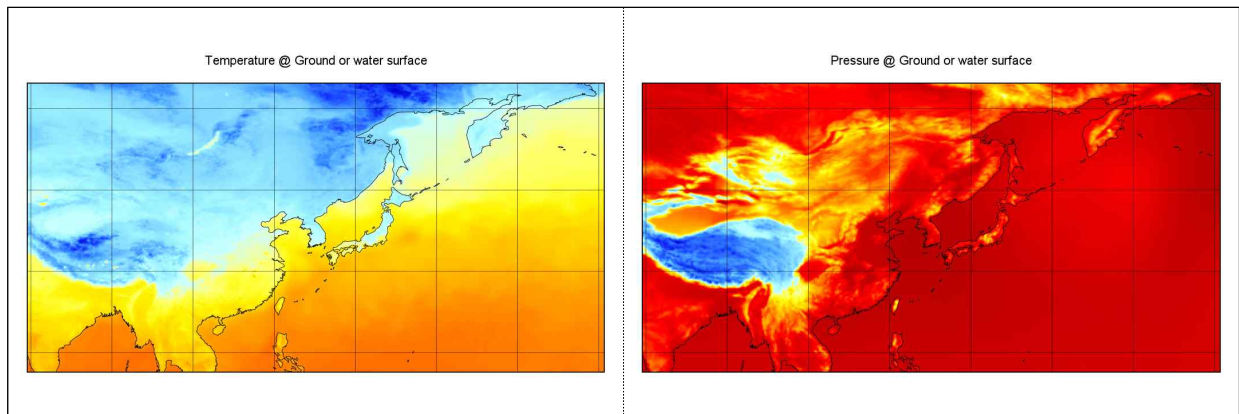 Temperature @ Ground or water surface
Pressure @ Ground or water surface